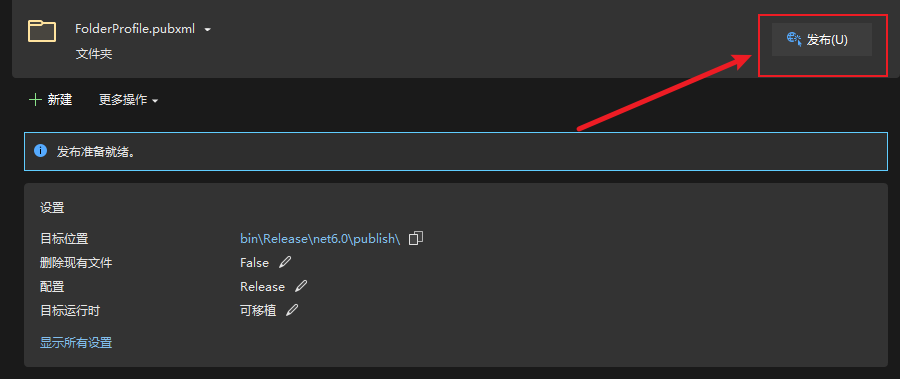 FolderProfile.pubxml
文件夹
发布(U)
新建 更多操作
发布准备就绪。
设置
目标位置 bin\Release\net6.0\publish\
删除现有文件 False
配置 Release
目标运行时 可移植
显示所有设置